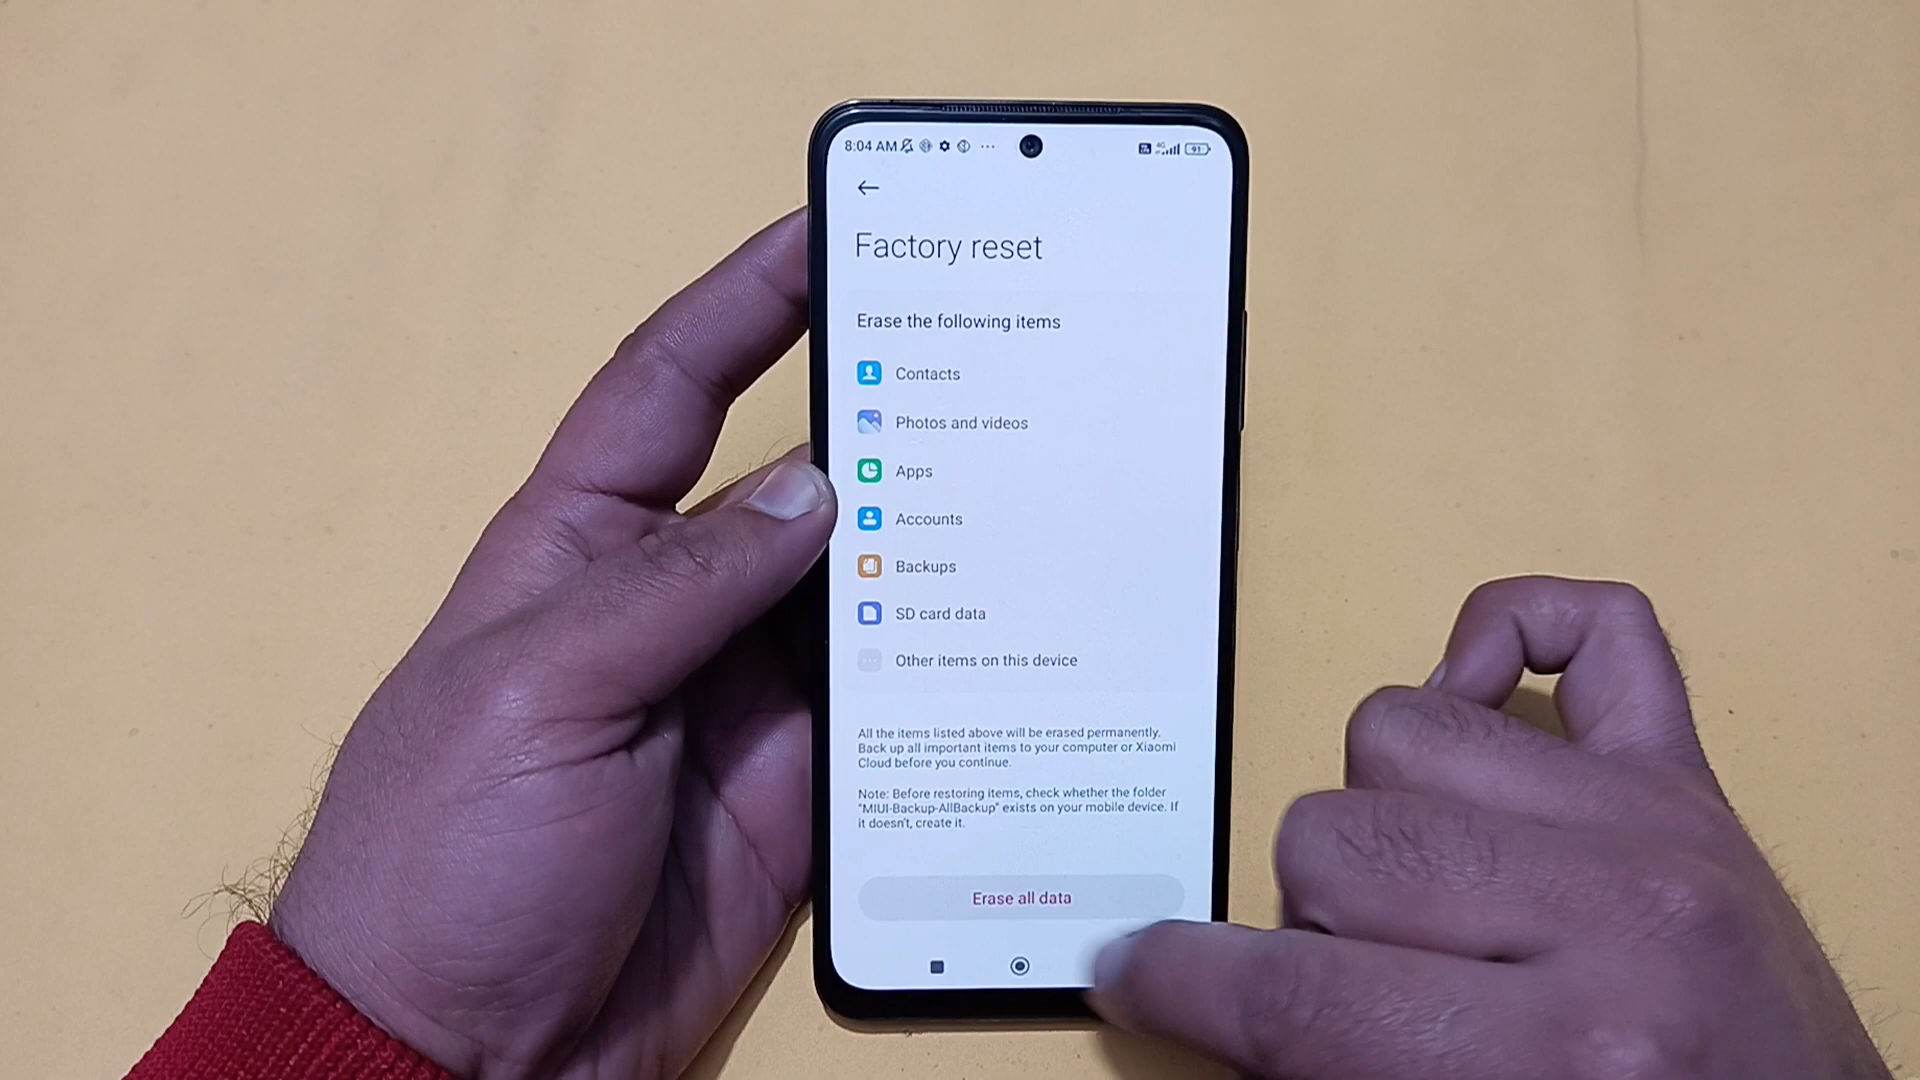 8:04 AM
91
Factory reset
Erase the following items
Contacts
Photos and videos
Apps
Accounts
Backups
SD card data
Other items on this device
All the items listed above will be erased permanently.
Back up all important items to your computer or Xiaomi
Cloud before you continue.
Note: Before restoring items, check whether the folder
"MIUI-Backup-AllBackup" exists on your mobile device. If
it doesn't, create it.
Erase all data